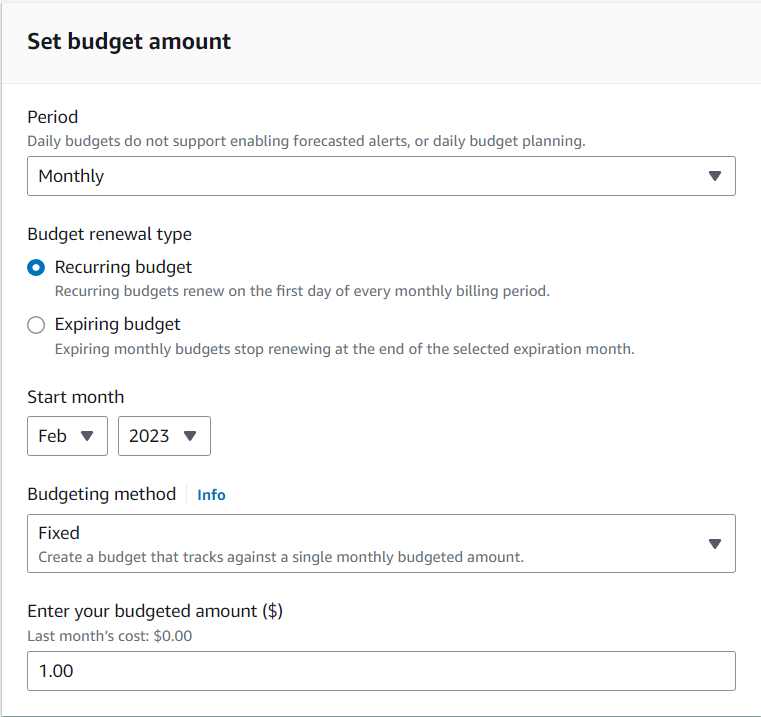 Set budget amount
Period
Daily budgets do not support enabling forecasted alerts, or daily budget planning.
Monthly
Budget renewal type
Recurring budget
Recurring budgets renew on the first day of every monthly billing period.
Expiring budget
Expiring monthly budgets stop renewing at the end of the selected expiration month.
Start month
Feb 2023
Budgeting method Info
Fixed
Create a budget that tracks against a single monthly budgeted amount.
Enter your budgeted amount ($)
Last month's cost: $0.00
1.00